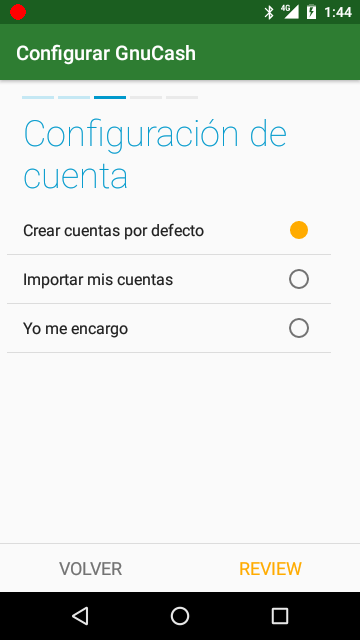 4G 1:44
Configurar GnuCash
Configuración de
cuenta
Crear cuentas por defecto
Importar mis cuentas
Yo me encargo
VOLVER REVIEW